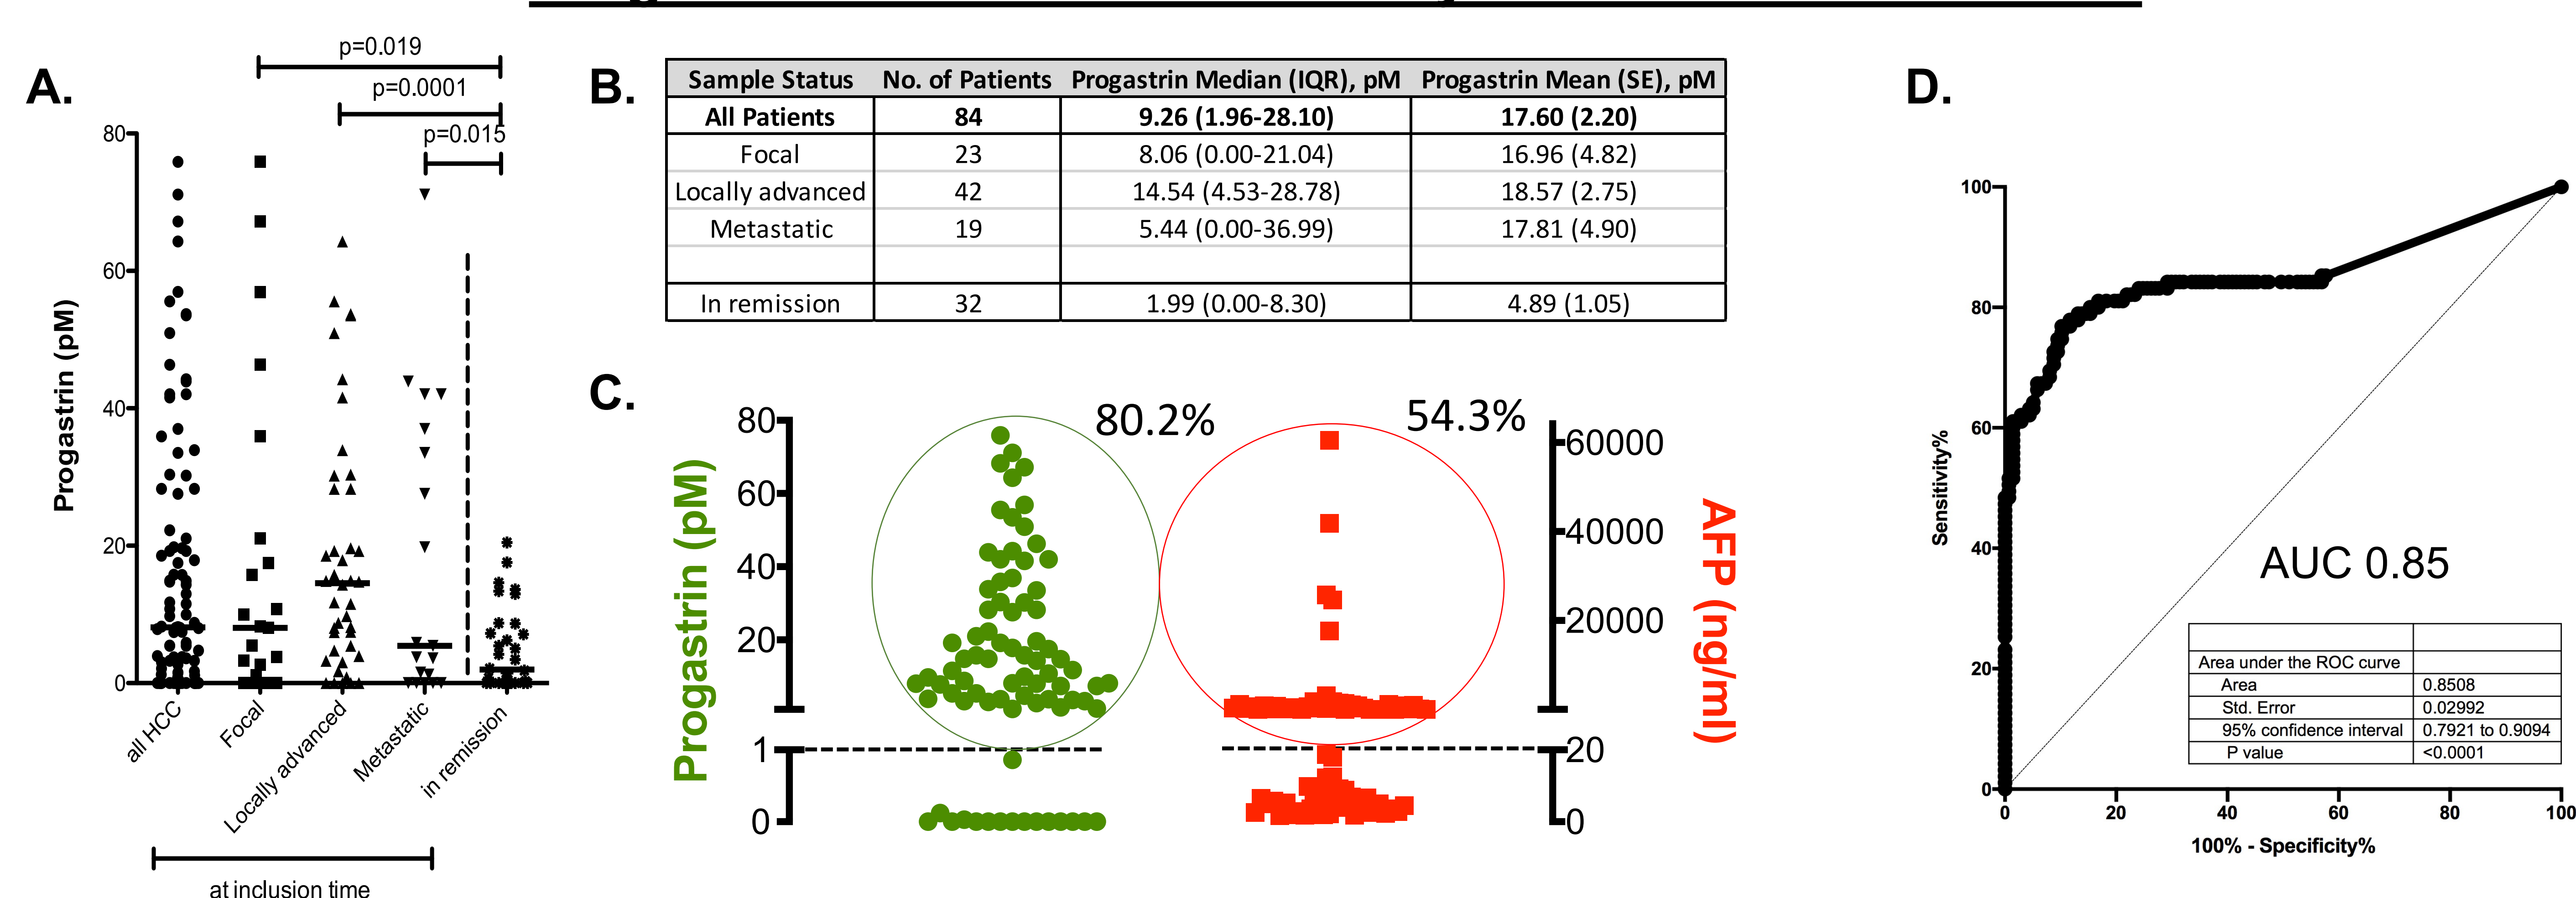 A.
p=0.019
p=0.0001
p=0.015
Progastrin (pM)
80
60
40
20
0
all HCC
Focal
Locally advanced
Metastatic
in remission
at inclusion time
B.
Sample Status No. of Patients Progastrin Median (IQR), pM Progastrin Mean (SE), pM
All Patients 84 9.26 (1.96-28.10) 17.60 (2.20)
Focal 23 8.06 (0.00-21.04) 16.96 (4.82)
Locally advanced 42 14.54 (4.53-28.78) 18.57 (2.75)
Metastatic 19 5.44 (0.00-36.99) 17.81 (4.90)
In remission 32 1.99 (0.00-8.30) 4.89 (1.05)
C.
80.2%
54.3%
Progastrin (pM)
80
60
40
20
1
0
60000
40000
20000
20
0
AFP (ng/ml)
D.
Sensitivity%
100
80
60
40
20
0
AUC 0.85
Area under the ROC curve
Area 0.8508
Std. Error 0.02992
95% confidence interval 0.7921 to 0.9094
P value <0.0001
0 20 40 60 80 100
100% - Specificity%